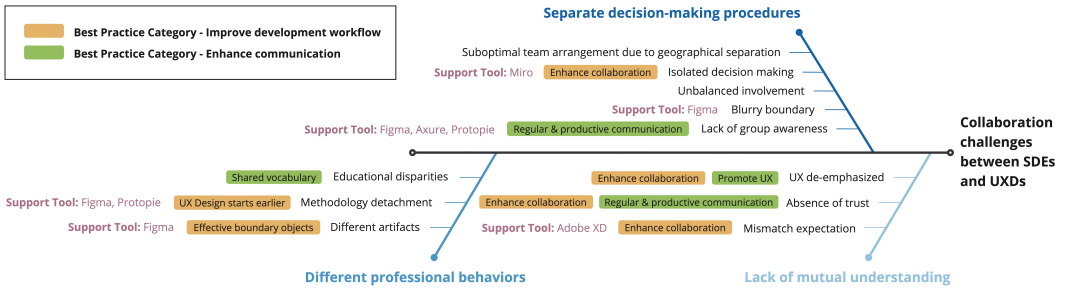 Best Practice Category - Improve development workflow
Best Practice Category - Enhance communication
Separate decision-making procedures
Suboptimal team arrangement due to geographical separation
Support Tool: Miro Enhance collaboration Isolated decision making
Unbalanced involvement
Support Tool: Figma Blurry boundary
Support Tool: Figma, Axure, Protopie Regular & productive communication Lack of group awareness
Collaboration
challenges
between SDEs
and UXDs
Shared vocabulary Educational disparities
Support Tool: Figma, Protopie UX Design starts earlier Methodology detachment
Support Tool: Figma Effective boundary objects Different artifacts
Different professional behaviors
Enhance collaboration Promote UX UX de-emphasized
Enhance collaboration Regular & productive communication Absence of trust
Support Tool: Adobe XD Enhance collaboration Mismatch expectation
Lack of mutual understanding